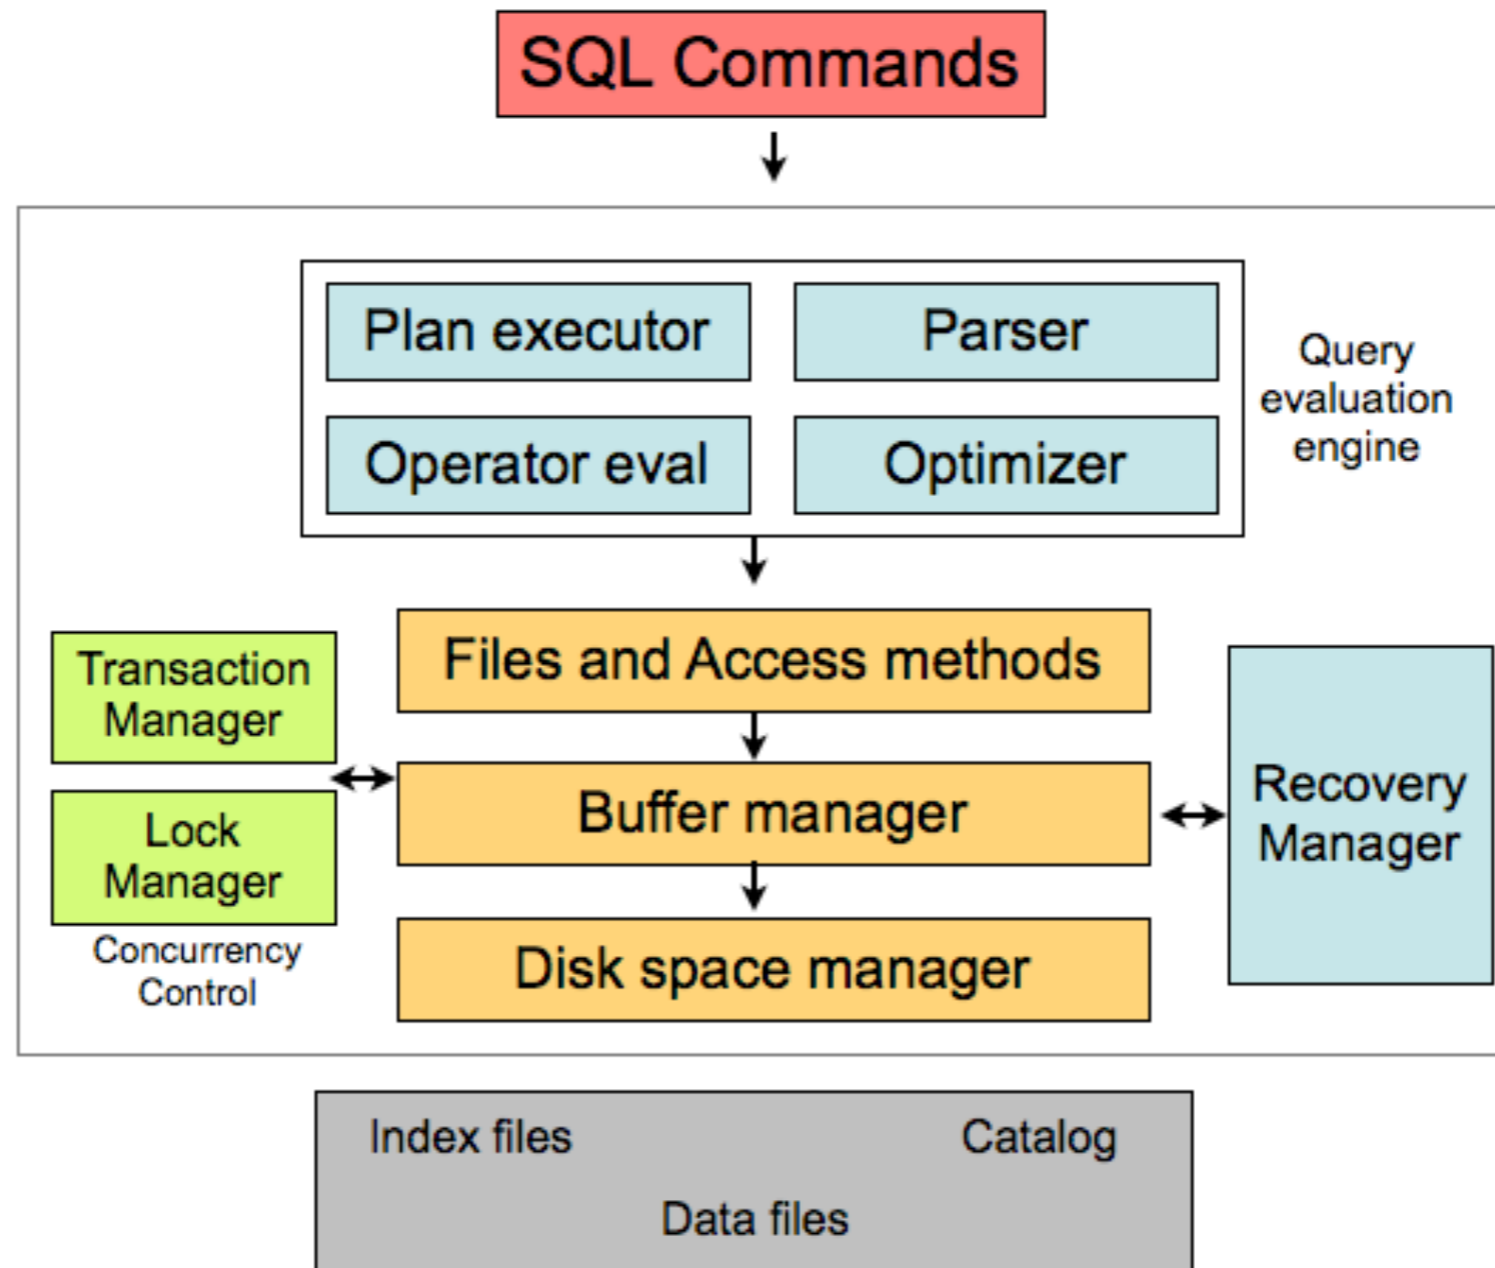 SQL Commands
Plan executor
Parser
Operator eval
Optimizer
Query
evaluation
engine
Files and Access methods
Transaction
Manager
Buffer manager
Lock
Manager
Concurrency
Control
Recovery
Manager
Disk space manager
Index files
Catalog
Data files